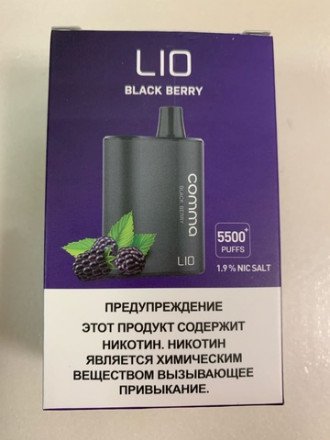 LIO
BLACK BERRY
comma
BLACK BERRY
LIO
5500+
PUFFS
1.9% NIC SALT
ПРЕДУПРЕЖДЕНИЕ
ЭТОТ ПРОДУКТ СОДЕРЖИТ
НИКОТИН. НИКОТИН
ЯВЛЯЕТСЯ ХИМИЧЕСКИМ
ВЕЩЕСТВОМ ВЫЗЫВАЮЩЕЕ
ПРИВЫКАНИЕ.